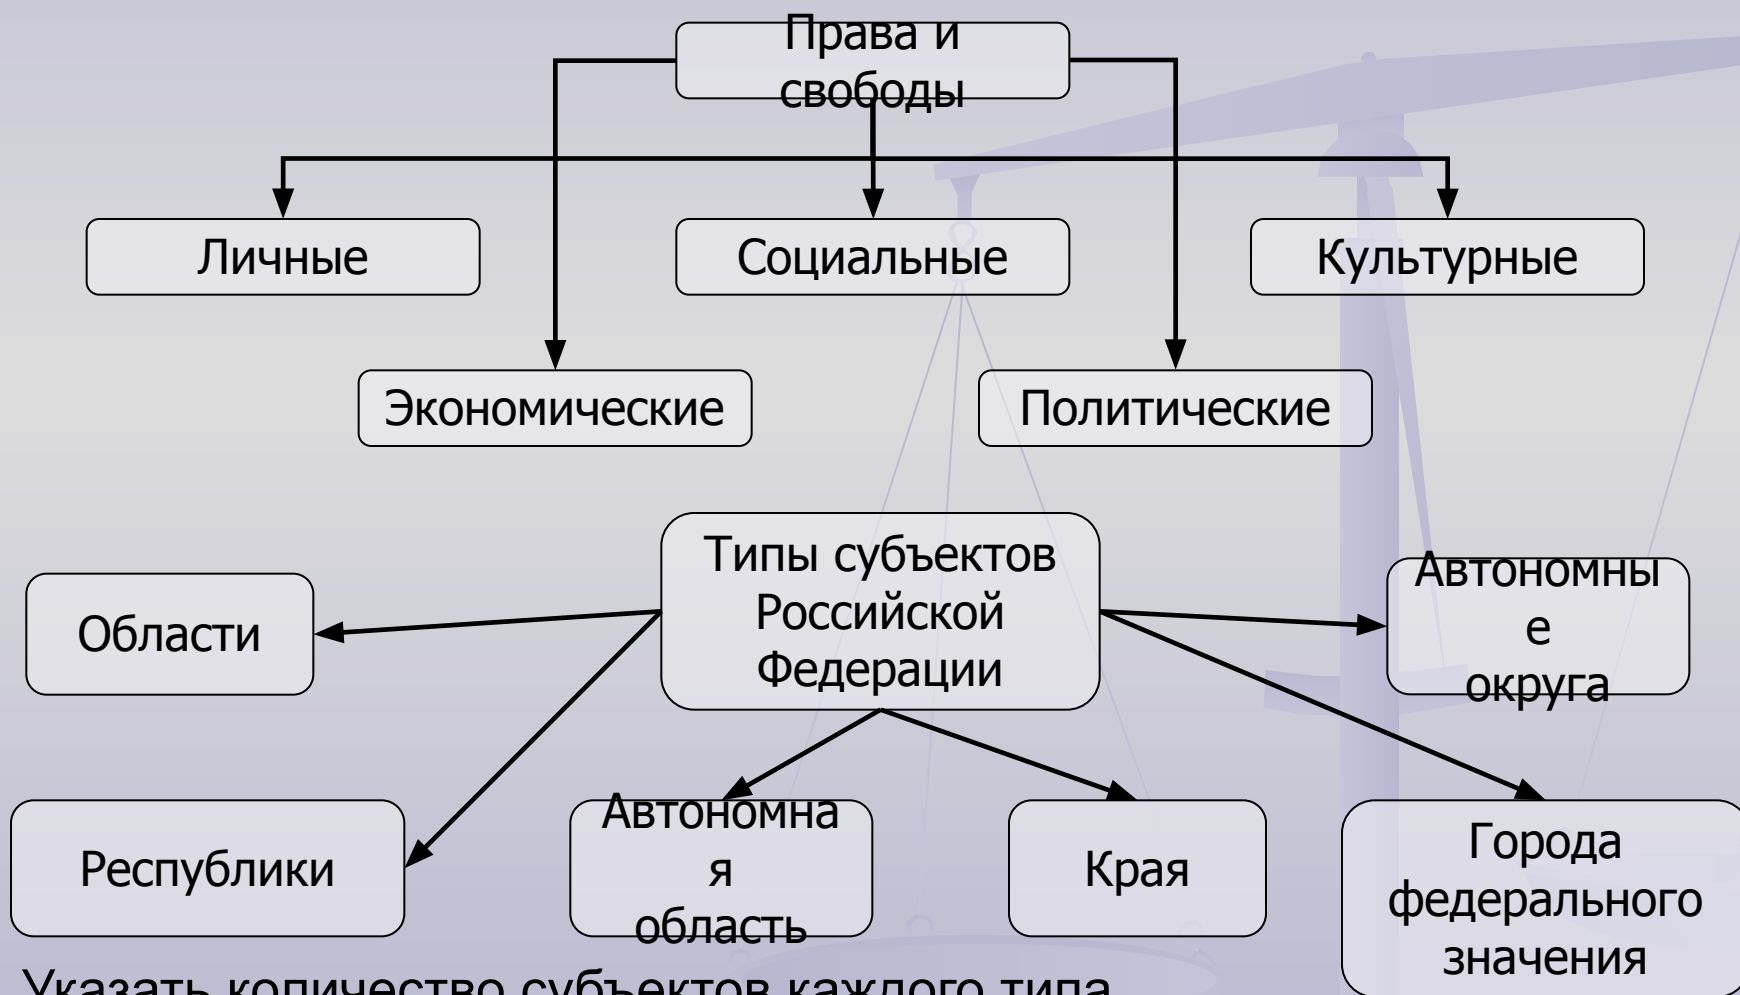 Права и
свободы
Личные
Социальные
Культурные
Экономические
Политические
Типы субъектов
Российской
Федерации
Области
Автономны
е
округа
Республики
Автономна
я
область
Края
Города
федерального
значения
Указать количество субъектов каждого типа